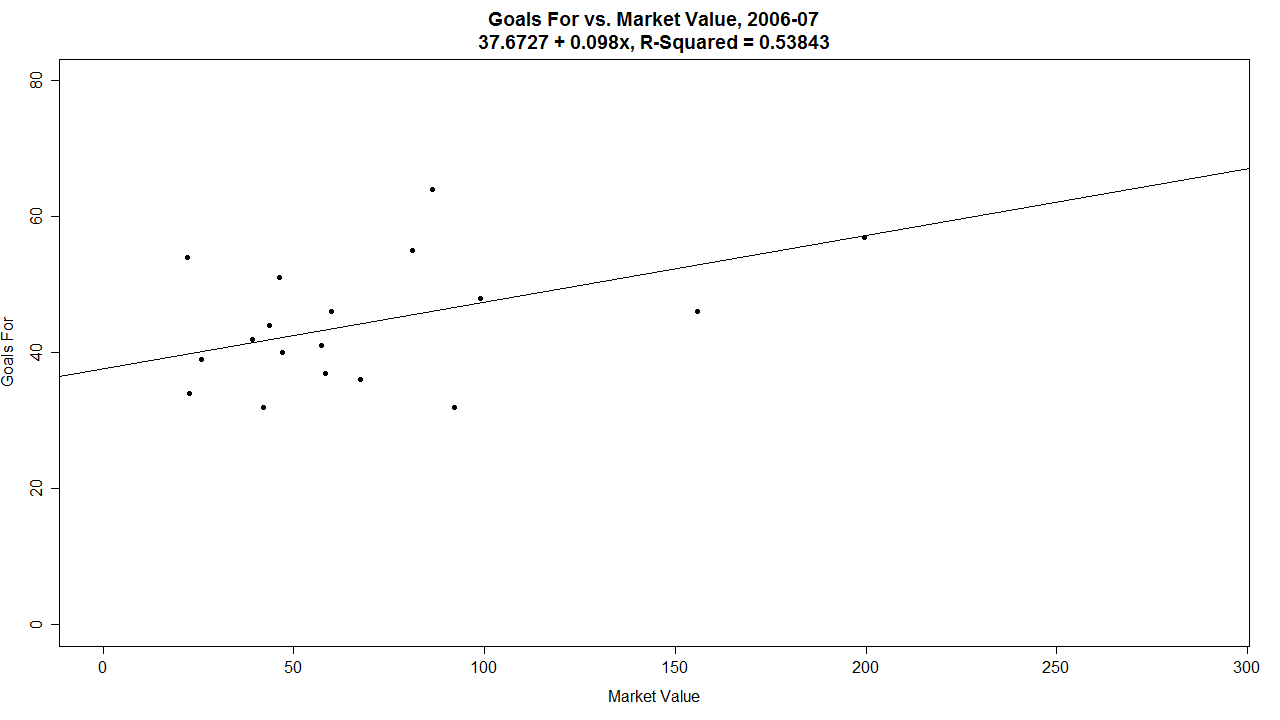 Goals For vs. Market Value, 2006-07
37.6727 + 0.098x, R-Squared = 0.53843
80
60
40
20
0
Goals For
0 50 100 150 200 250 300
Market Value